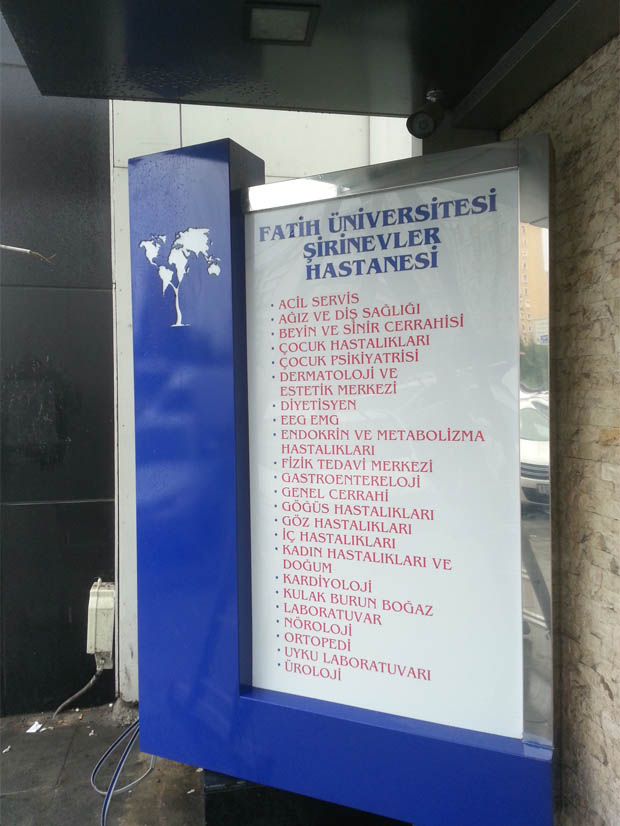 FATİH ÜNİVERSİTESİ
ŞİRİNEVLER
HASTANESİ
• ACİL SERVİS
• AĞIZ VE DİŞ SAĞLIĞI
• BEYİN VE SİNİR CERRAHİSİ
• ÇOCUK HASTALIKLARI
• ÇOCUK PSİKİYATRİSİ
• DERMATOLOJİ VE
ESTETİK MERKEZİ
• DİYETİSYEN
• EEG EMG
• ENDOKRİN VE METABOLİZMA
HASTALIKLARI
• FİZİK TEDAVİ MERKEZİ
• GASTROENTERELOJİ
• GENEL CERRAHİ
• GÖĞÜS HASTALIKLARI
• GÖZ HASTALIKLARI
• İÇ HASTALIKLARI
• KADIN HASTALIKLARI VE
DOĞUM
• KARDİYOLOJİ
• KULAK BURUN BOĞAZ
• LABORATUVAR
• NÖROLOJİ
• ORTOPEDİ
• UYKU LABORATUVARI
• ÜROLOJİ